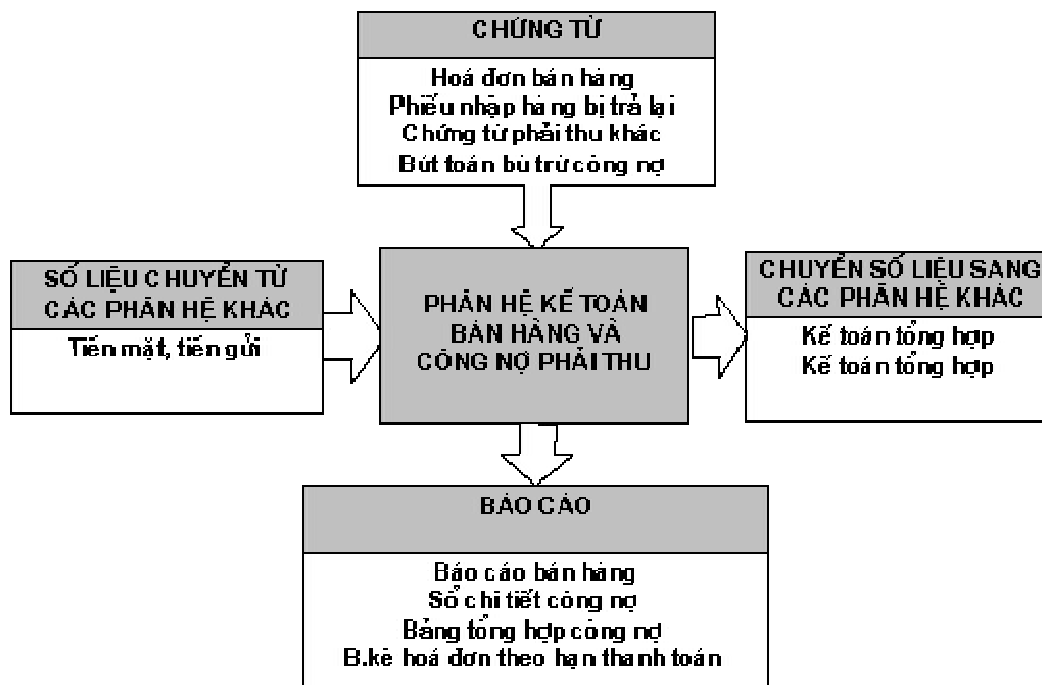 CHỨNG TỪ
Hoá đơn bán hàng
Phiếu nhập hàng bị trả lại
Chứng từ phải thu khác
Bút toán bù trừ công nợ
SỐ LIỆU CHUYỂN TỪ
CÁC PHÂN HỆ KHÁC
Tiền mặt, tiền gửi
PHÂN HỆ KẾ TOÁN
BÁN HÀNG VÀ
CÔNG NỢ PHẢI THU
CHUYỂN SỐ LIỆU SANG
CÁC PHÂN HỆ KHÁC
Kế toán tổng hợp
Kế toán tổng hợp
BÁO CÁO
Báo cáo bán hàng
Sổ chi tiết công nợ
Bảng tổng hợp công nợ
B.kê hoá đơn theo hạn thanh toán